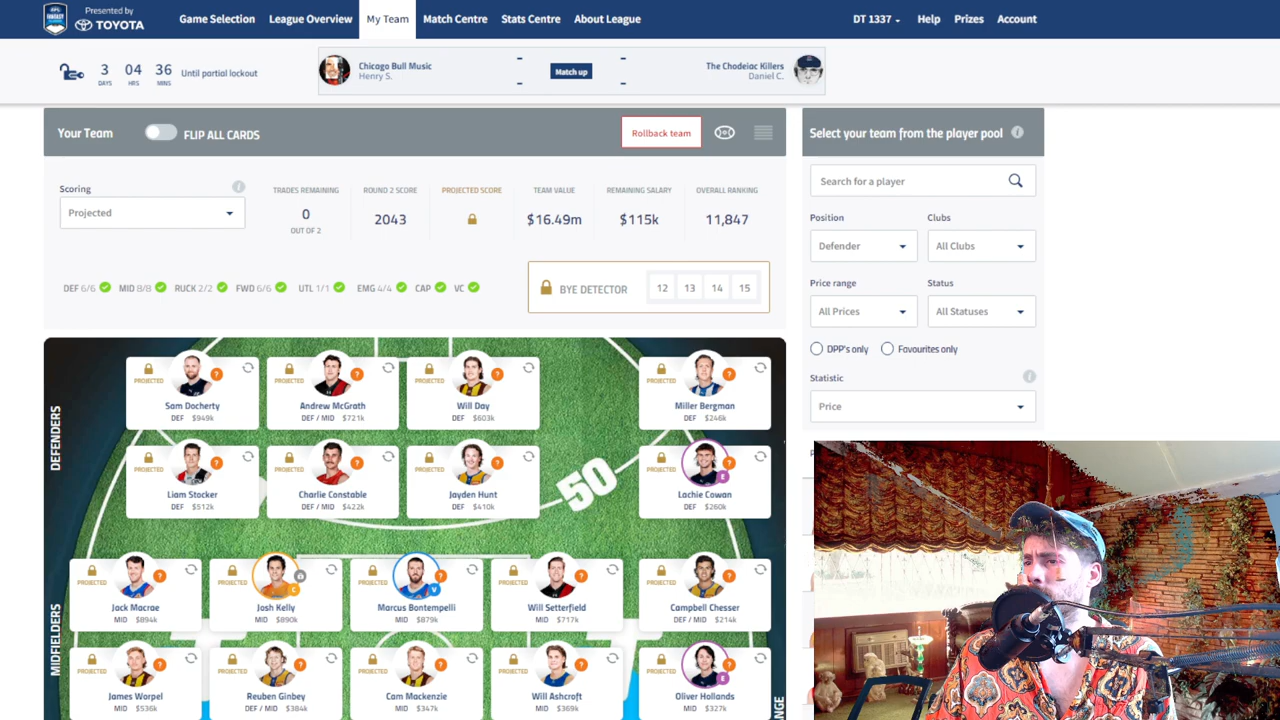 Presented by
TOYOTA
AFL FANTASY
Game Selection
League Overview
My Team
Match Centre
Stats Centre
About League
DT 1337
Help
Prizes
Account
3
DAYS
04
HRS
36
MINS
Until partial lockout
Chicago Bull Music
Henry S.
-
-
Match up
-
-
The Chodeiac Killers
Daniel C.
Your Team
FLIP ALL CARDS
Rollback team
Scoring
i
Projected
TRADES REMAINING
0
OUT OF 2
ROUND 2 SCORE
2043
PROJECTED SCORE
TEAM VALUE
$16.49m
REMAINING SALARY
$115k
OVERALL RANKING
11,847
DEF 6/6
MID 8/8
RUCK 2/2
FWD 6/6
UTL 1/1
EMG 4/4
CAP
VC
BYE DETECTOR
12
13
14
15
DEFENDERS
PROJECTED
?
Sam Docherty
DEF $949k
PROJECTED
?
Andrew McGrath
DEF / MID $721k
PROJECTED
?
Will Day
DEF $603k
PROJECTED
?
Miller Bergman
DEF $246k
PROJECTED
?
Liam Stocker
DEF $512k
PROJECTED
?
Charlie Constable
DEF / MID $422k
PROJECTED
?
Jayden Hunt
DEF $410k
50
PROJECTED
?
E
Lachie Cowan
DEF $260k
MIDFIELDERS
PROJECTED
?
Jack Macrae
MID $894k
PROJECTED
C
Josh Kelly
MID $890k
PROJECTED
?
V
Marcus Bontempelli
MID $879k
PROJECTED
?
Will Setterfield
MID $717k
PROJECTED
?
Campbell Chesser
DEF / MID $214k
PROJECTED
?
James Worpel
MID $536k
PROJECTED
?
Reuben Ginbey
DEF / MID $384k
PROJECTED
?
Cam Mackenzie
MID $347k
PROJECTED
?
Will Ashcroft
MID $369k
PROJECTED
?
E
Oliver Hollands
MID $327k
Select your team from the player pool
i
Search for a player
Position
Clubs
Defender
All Clubs
Price range
Status
All Prices
All Statuses
DPP's only
Favourites only
Statistic
i
Price